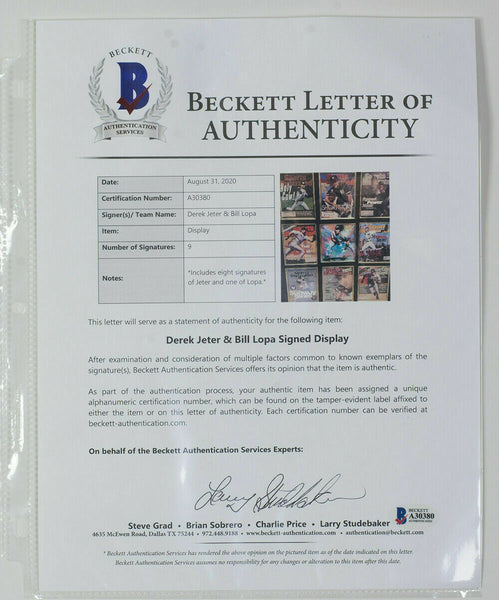 BECKETT
B
AUTHENTICATION
SERVICES
BECKETT LETTER OF
AUTHENTICITY
Date: August 31, 2020
Certification Number: A30380
Signer(s)/ Team Name: Derek Jeter & Bill Lopa
Item: Display
Number of Signatures: 9
Notes: *Includes eight signatures
of Jeter and one of Lopa.*
This letter will serve as a statement of authenticity for the following item:
Derek Jeter & Bill Lopa Signed Display
After examination and consideration of multiple factors common to known exemplars of the
signature(s), Beckett Authentication Services offers its opinion that the item is authentic.
As part of the authentication process, your authentic item has been assigned a unique
alphanumeric certification number, which can be found on the tamper-evident label affixed to
either the item or on this letter of authenticity. Each certification number can be verified at
beckett-authentication.com.
On behalf of the Beckett Authentication Services Experts:
Larry Studebaker
BECKETT
A30380
Steve Grad • Brian Sobrero • Charlie Price • Larry Studebaker
4635 McEwen Road, Dallas TX 75244 • 972.448.9188 • www.beckett-authentication.com • authentication@beckett.com
* Beckett Authentication Services has rendered the above opinion on the pictured item as of the date indicated on this letter.
Beckett Authentication Services assumes no responsibility for any changes or alteration to this item after this date.